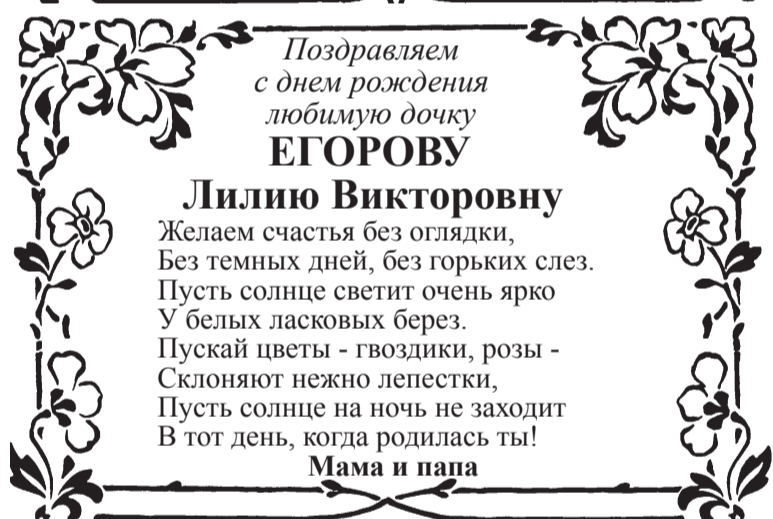 Поздравляем
с днем рождения
любимую дочку
ЕГОРОВУ
Лилию Викторовну
Желаем счастья без оглядки,
Без темных дней, без горьких слез.
Пусть солнце светит очень ярко
У белых ласковых берез.
Пускай цветы - гвоздики, розы -
Склоняют нежно лепестки,
Пусть солнце на ночь не заходит
В тот день, когда родилась ты!
Мама и папа